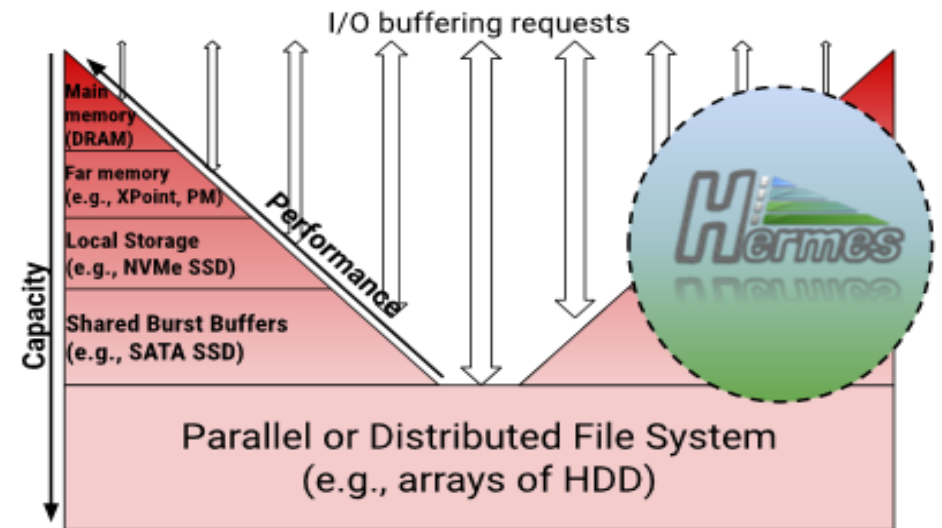 I/O buffering requests
Main
memory
(DRAM)
Far memory
(e.g., XPoint, PM)
Local Storage
(e.g., NVMe SSD)
Shared Burst Buffers
(e.g., SATA SSD)
Performance
Capacity
Hermes
Parallel or Distributed File System
(e.g., arrays of HDD)